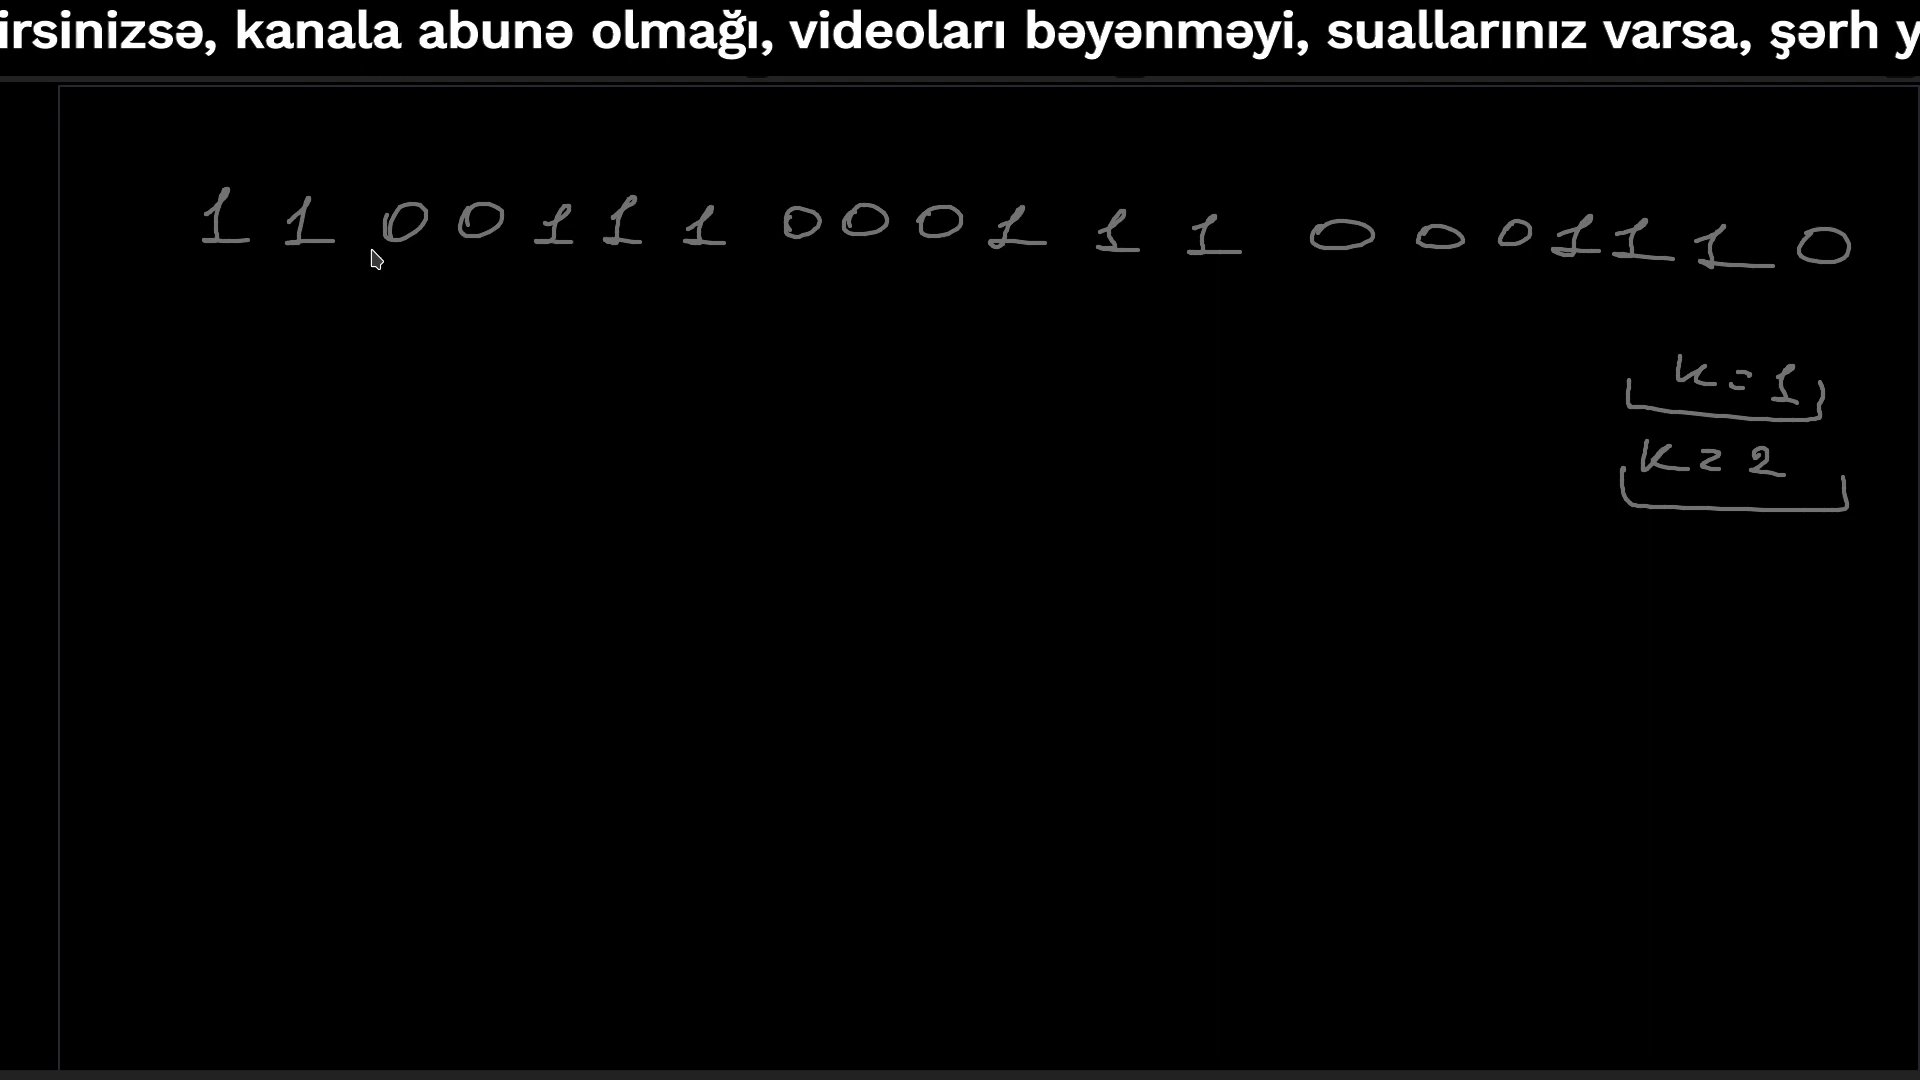 irsinizsə, kanala abunə olmağı, videoları bəyənməyi, suallarınız varsa, şərh y
1 1 0 0 1 1 1 0 0 0 1 1 1 0 0 0 1 1 1 0
k = 1
k = 2